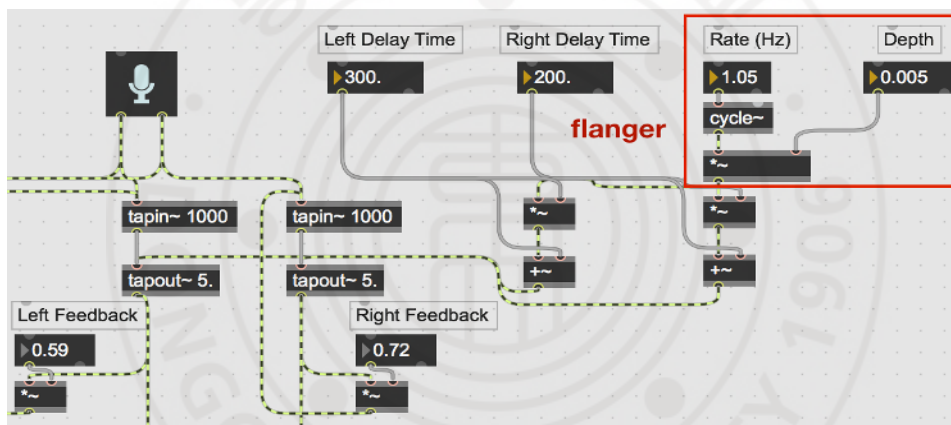 Left Delay Time
Right Delay Time
Rate (Hz)
Depth
300.
200.
1.05
0.005
cycle~
flanger
*~
tapin~ 1000
tapin~ 1000
*~
*~
tapout~ 5.
tapout~ 5.
+~
+~
Left Feedback
Right Feedback
0.59
0.72
*~
*~
1906